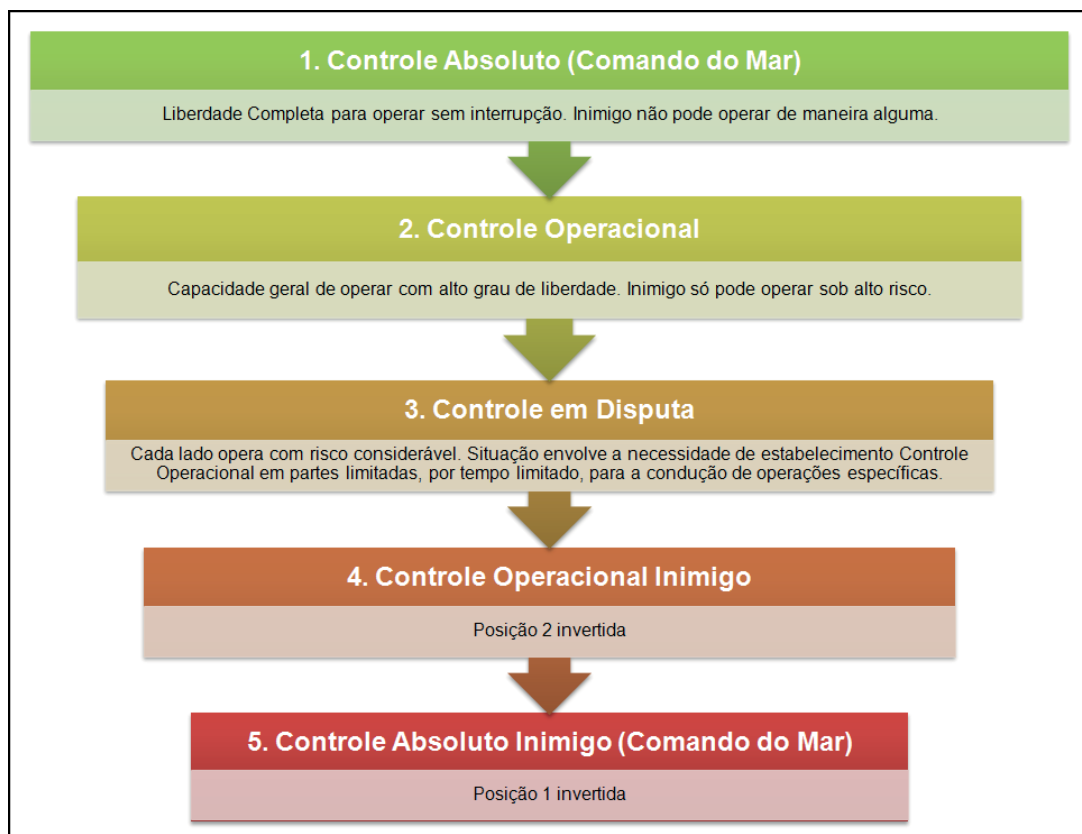 1. Controle Absoluto (Comando do Mar)
Liberdade Completa para operar sem interrupção. Inimigo não pode operar de maneira alguma.
2. Controle Operacional
Capacidade geral de operar com alto grau de liberdade. Inimigo só pode operar sob alto risco.
3. Controle em Disputa
Cada lado opera com risco considerável. Situação envolve a necessidade de estabelecimento Controle
Operacional em partes limitadas, por tempo limitado, para a condução de operações específicas.
4. Controle Operacional Inimigo
Posição 2 invertida
5. Controle Absoluto Inimigo (Comando do Mar)
Posição 1 invertida